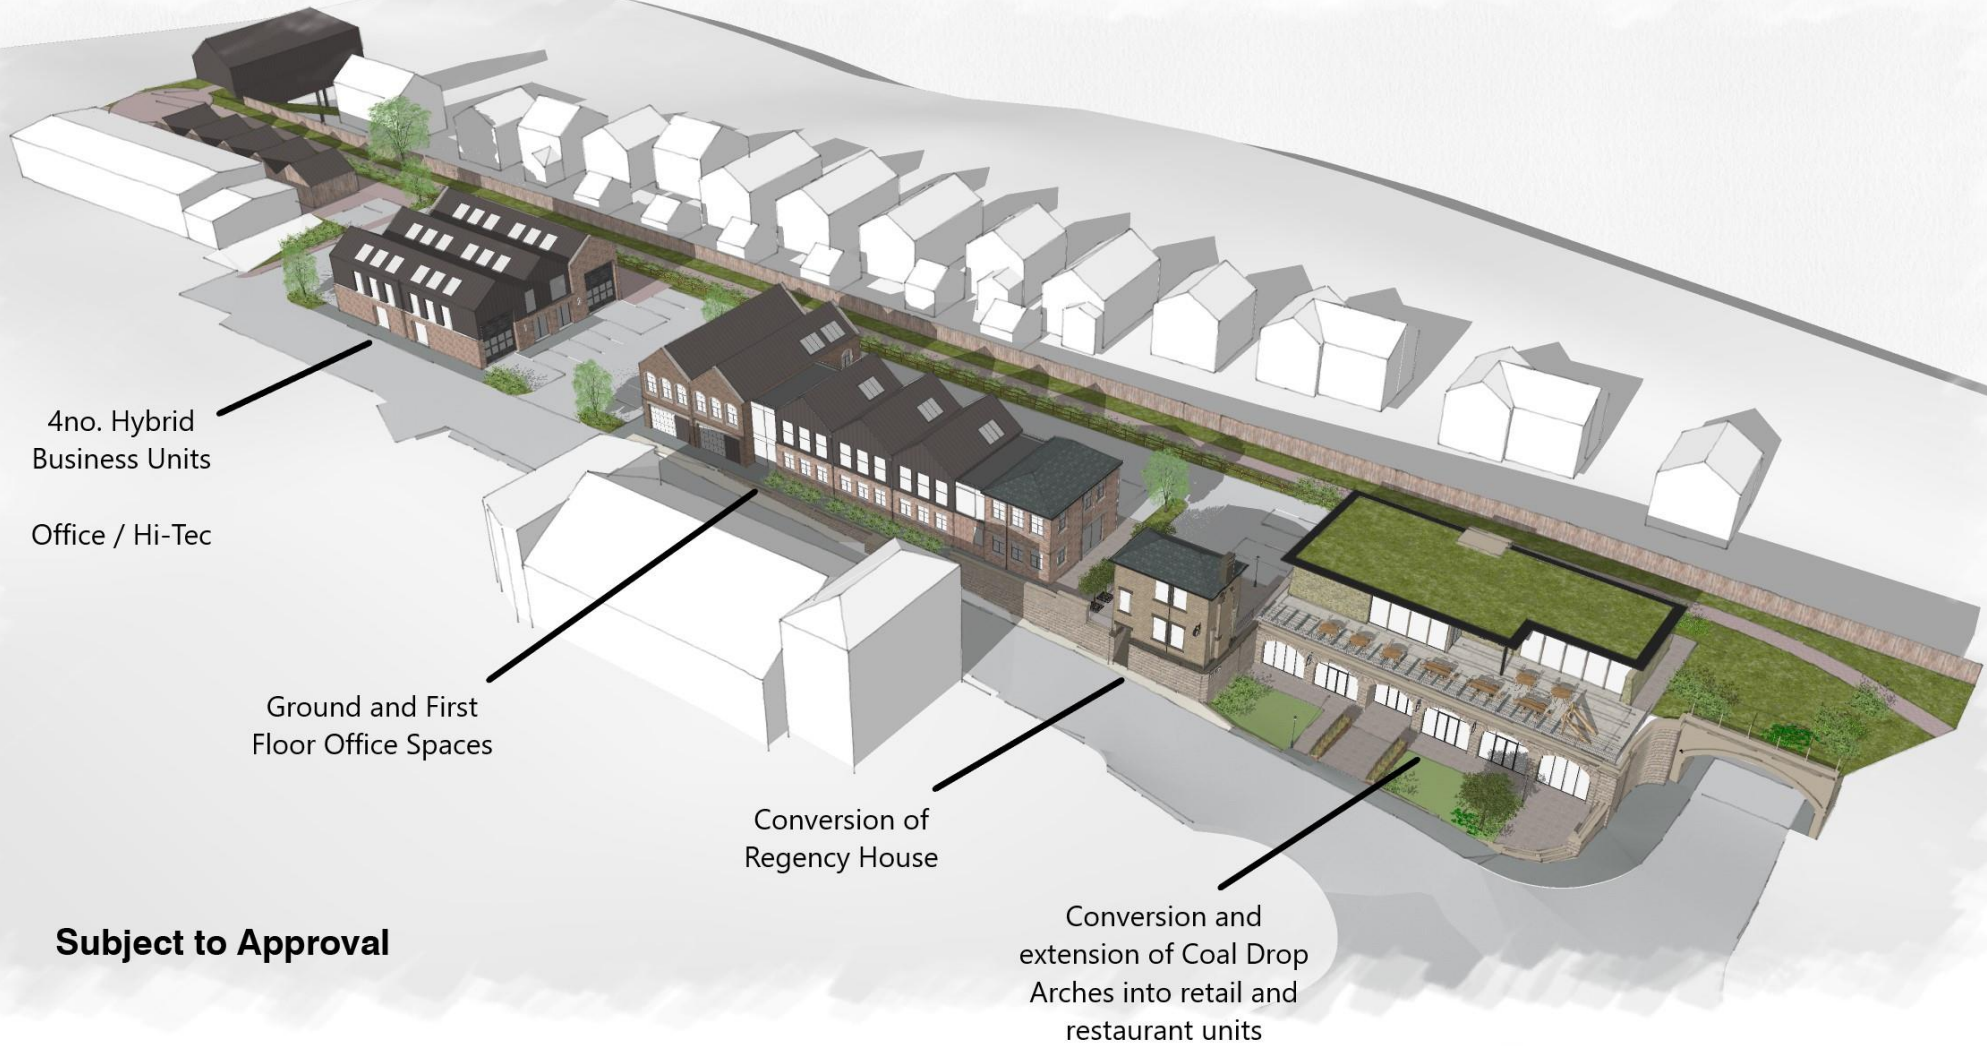 4no. Hybrid
Business Units
Office / Hi-Tec
Ground and First
Floor Office Spaces
Conversion of
Regency House
Conversion and
extension of Coal Drop
Arches into retail and
restaurant units
Subject to Approval